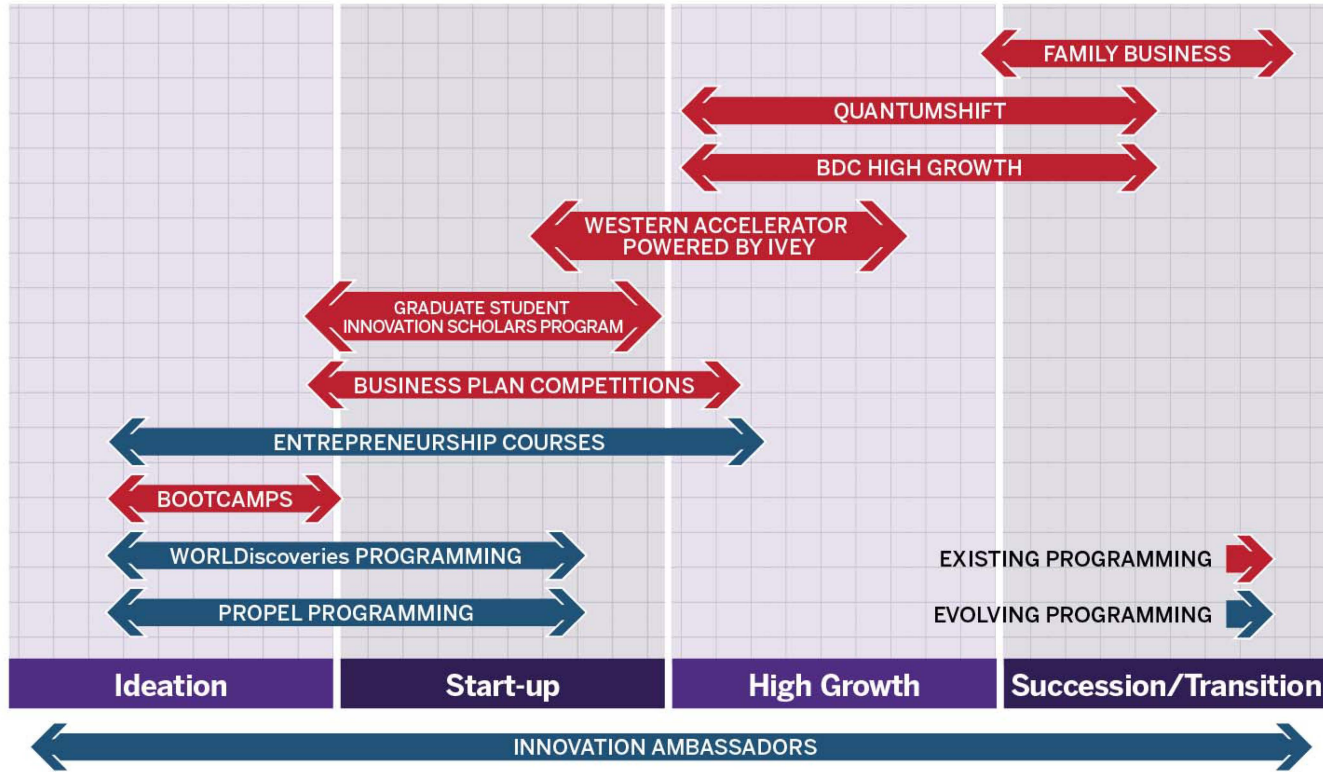 FAMILY BUSINESS
QUANTUMSHIFT
BDC HIGH GROWTH
WESTERN ACCELERATOR
POWERED BY IVEY
GRADUATE STUDENT
INNOVATION SCHOLARS PROGRAM
BUSINESS PLAN COMPETITIONS
ENTREPRENEURSHIP COURSES
BOOTCAMPS
WORLDiscoveries PROGRAMMING
EXISTING PROGRAMMING
PROPEL PROGRAMMING
EVOLVING PROGRAMMING
Ideation
Start-up
High Growth
Succession/Transition
INNOVATION AMBASSADORS